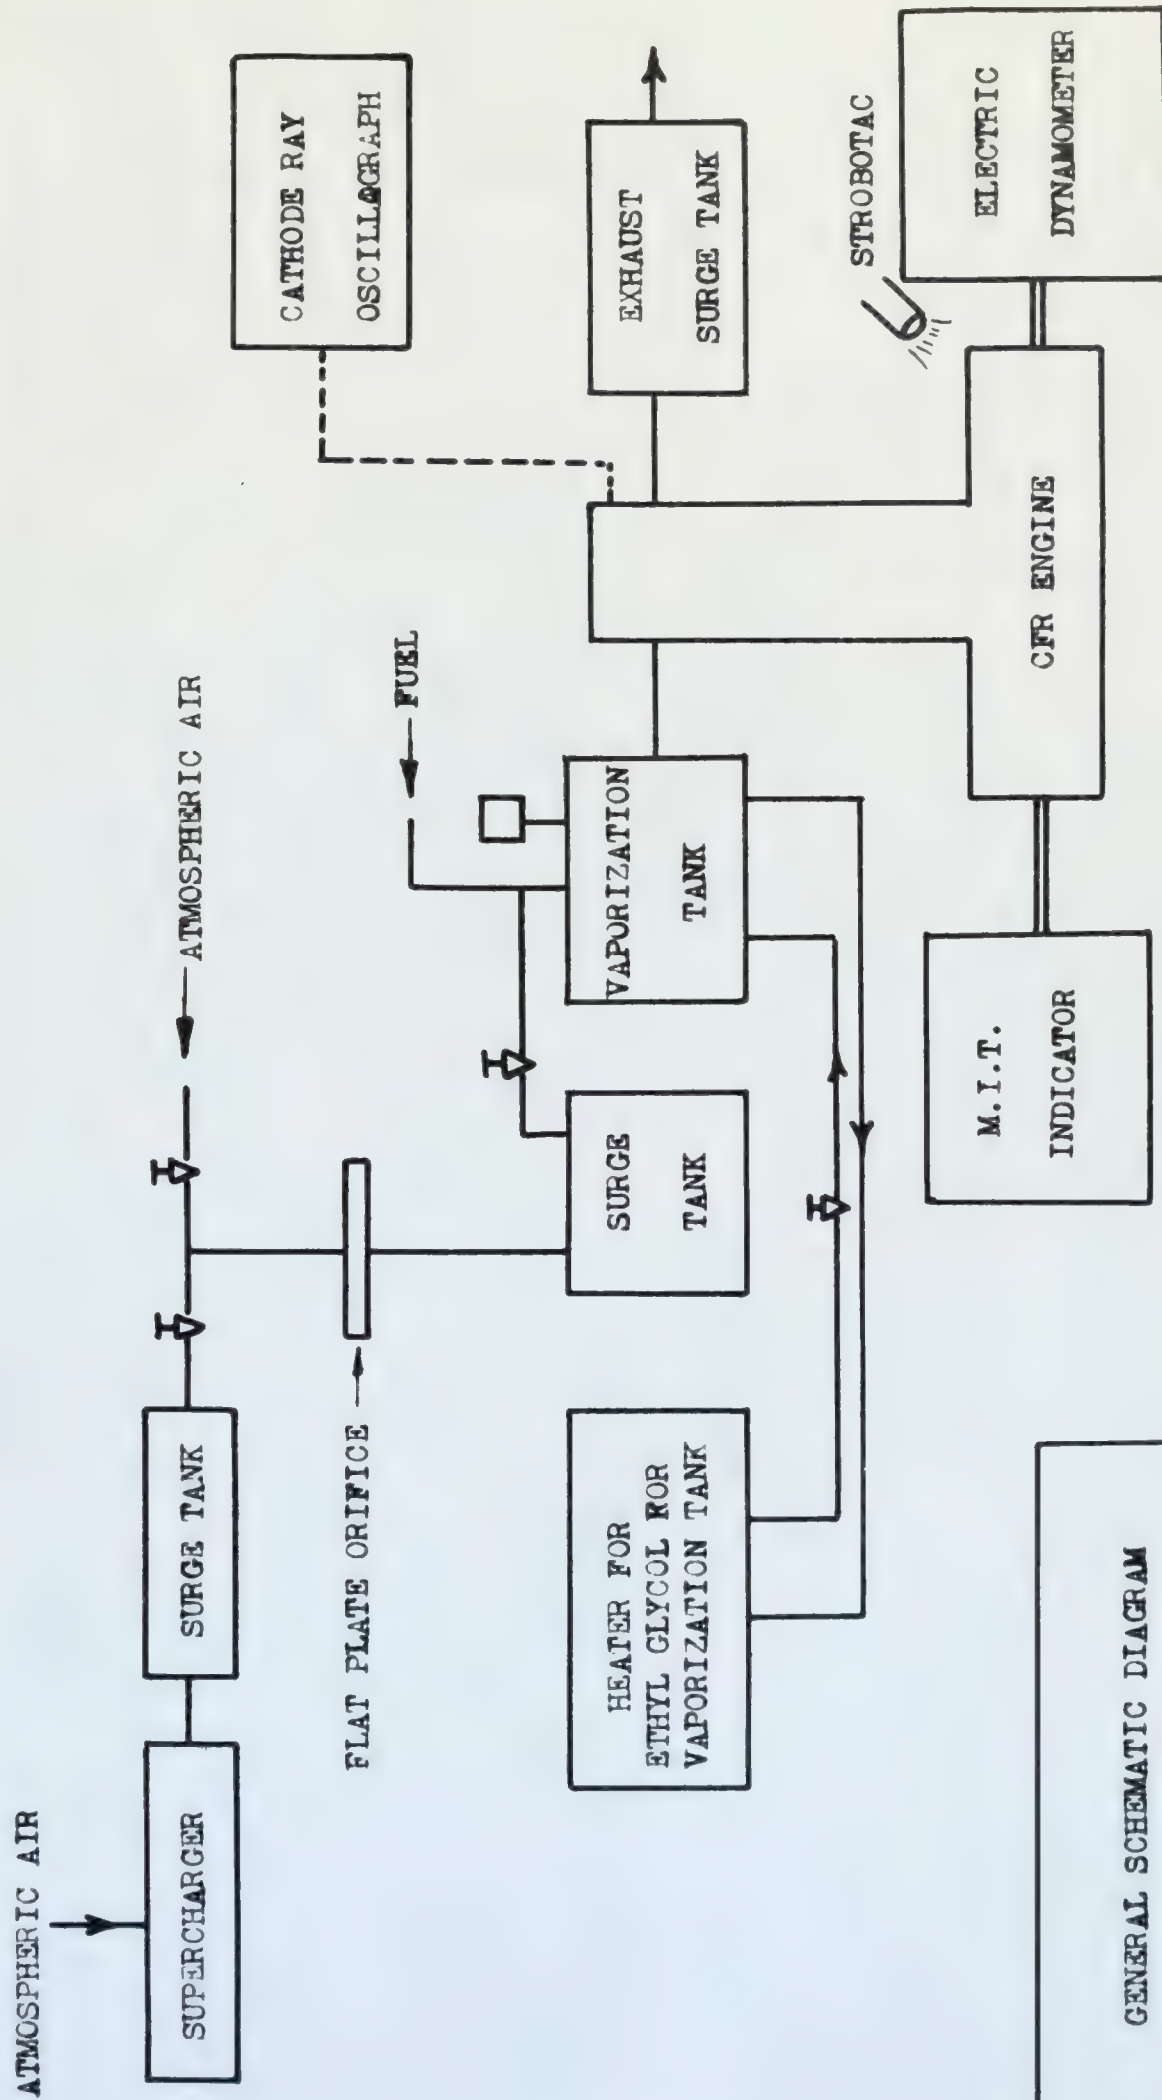 ATMOSPHERIC AIR
SUPERCHARGER
SURGE TANK
ATMOSPHERIC AIR
FLAT PLATE ORIFICE
FUEL
CATHODE RAY
OSCILLOGRAPH
HEATER FOR
ETHYL GLYCOL FOR
VAPORIZATION TANK
SURGE
TANK
VAPORIZATION
TANK
EXHAUST
SURGE TANK
STROBOTAC
M.I.T.
INDICATOR
CFR ENGINE
ELECTRIC
DYNAMOMETER
GENERAL SCHEMATIC DIAGRAM